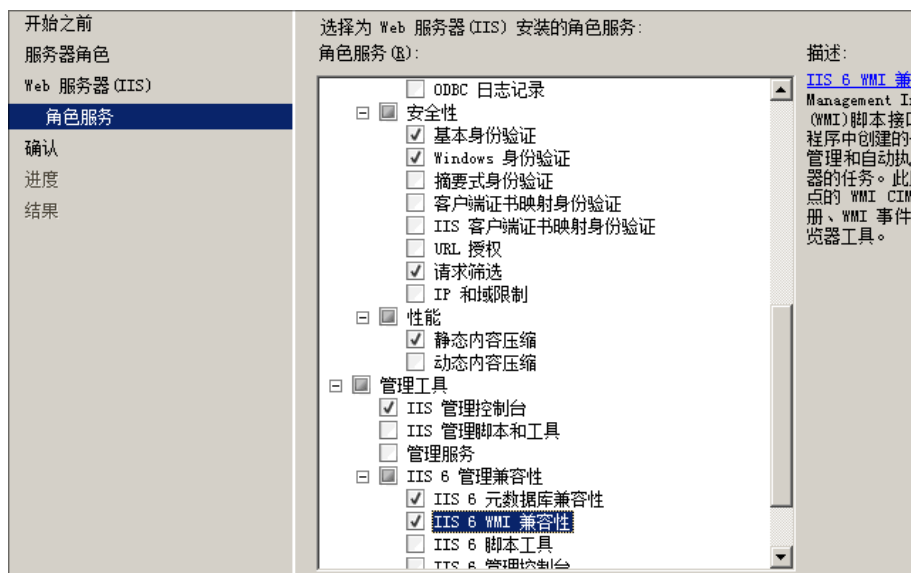 开始之前
服务器角色
Web 服务器(IIS)
角色服务
确认
进度
结果
选择为 Web 服务器(IIS) 安装的角色服务:
角色服务(R):
ODBC 日志记录
安全性
基本身份验证
Windows 身份验证
摘要式身份验证
客户端证书映射身份验证
IIS 客户端证书映射身份验证
URL 授权
请求筛选
IP 和域限制
性能
静态内容压缩
动态内容压缩
管理工具
IIS 管理控制台
IIS 管理脚本和工具
管理服务
IIS 6 管理兼容性
IIS 6 元数据库兼容性
IIS 6 WMI 兼容性
IIS 6 脚本工具
IIS 6 管理控制台
描述:
IIS 6 WMI 兼
Management
(WMI)脚本接口
程序中创建的
管理和自动执
器的任务。此
点的 WMI CIM
册、WMI 事件
览器工具。